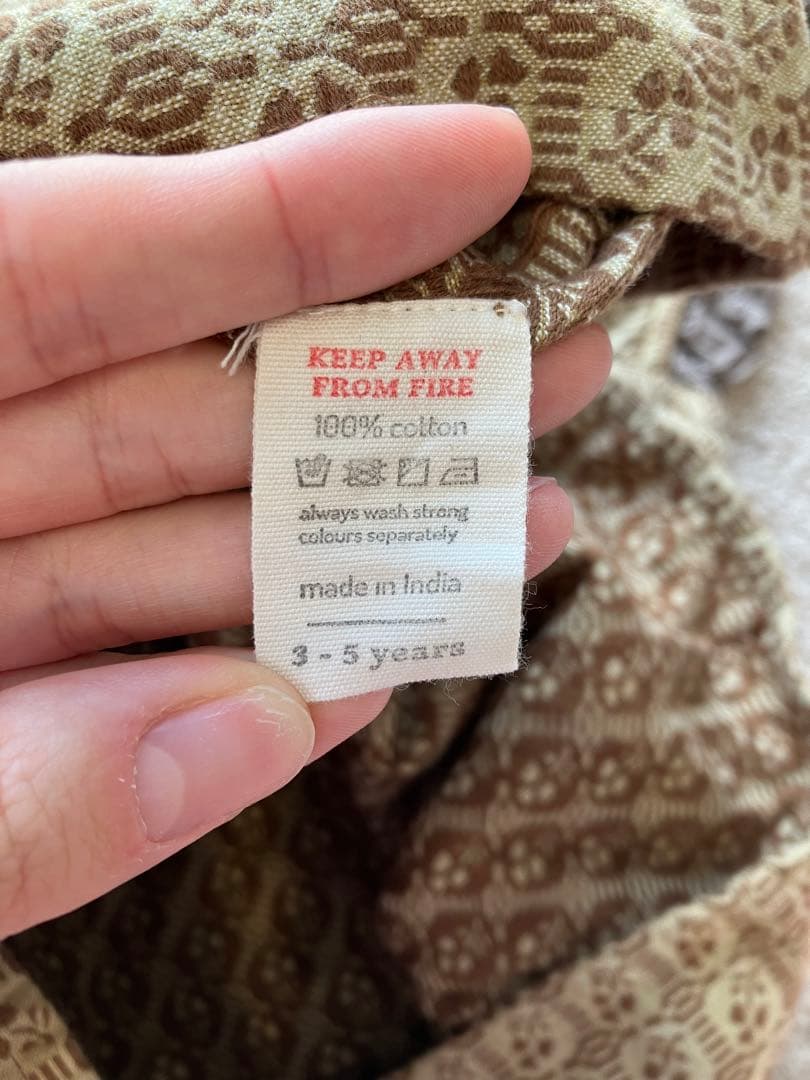 KEEP AWAY
FROM FIRE
100% cotton
always wash strong
colours separately
made in India
3 - 5 years